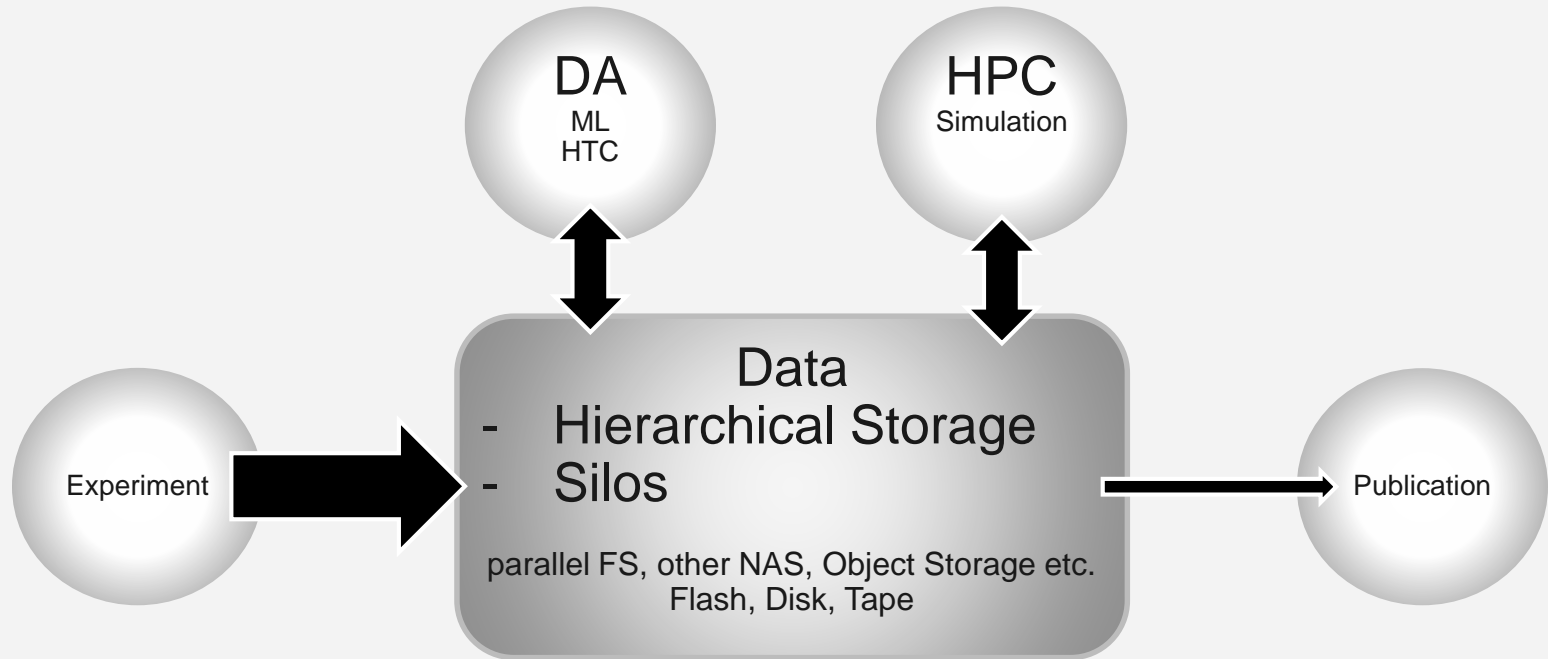 DA
ML
HTC
HPC
Simulation
Experiment
Data
- Hierarchical Storage
- Silos
parallel FS, other NAS, Object Storage etc.
Flash, Disk, Tape
Publication